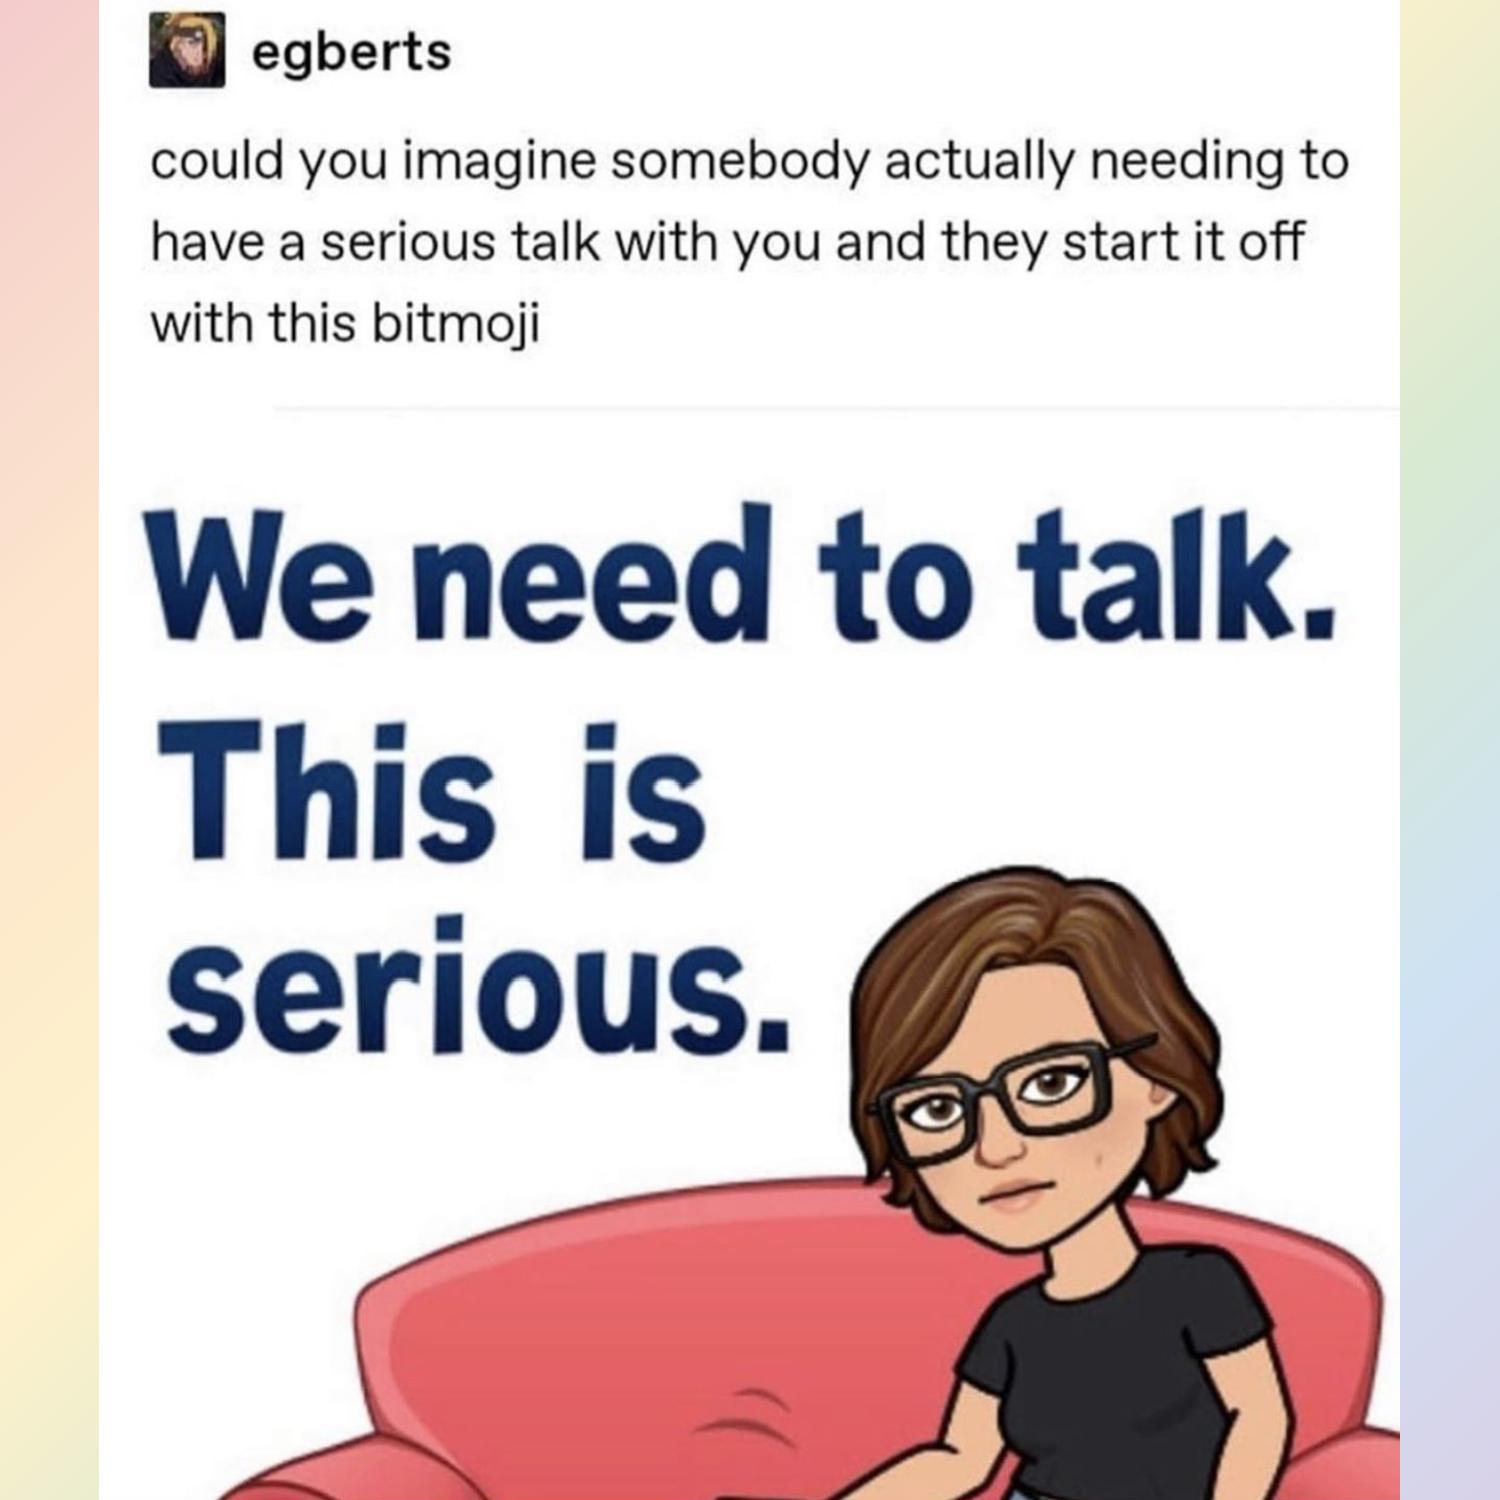 egberts
could you imagine somebody actually needing to
have a serious talk with you and they start it off
with this bitmoji
We need to talk.
This is
serious.